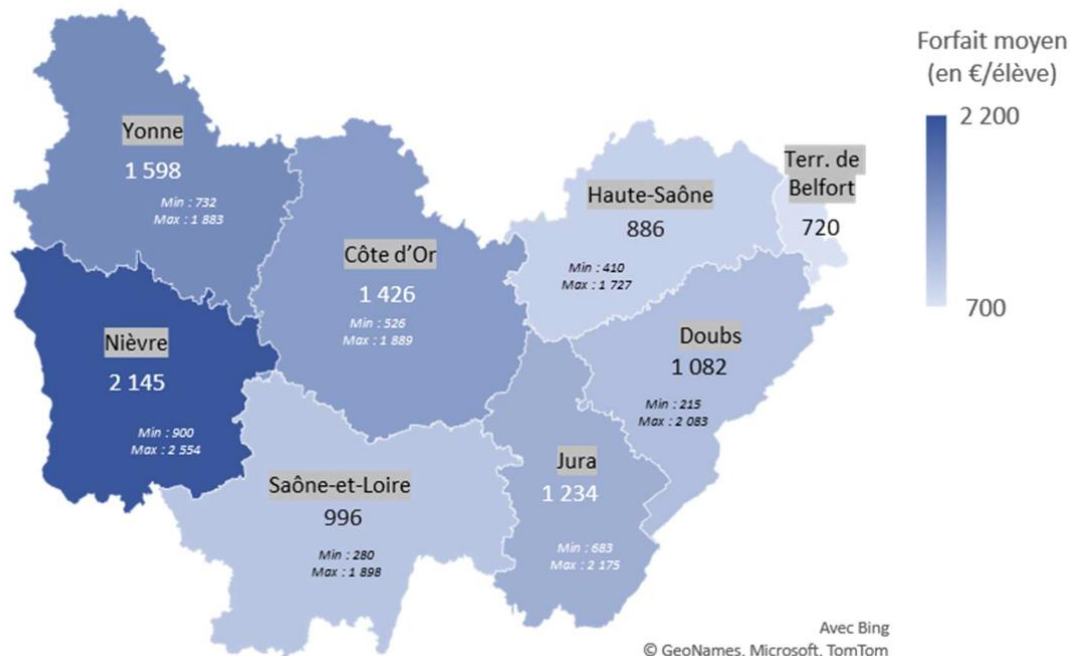 Forfait moyen
(en €/élève)
2 200
700
Yonne
1 598
Min : 732
Max : 1 883
Côte d’Or
1 426
Min : 526
Max : 1 889
Haute-Saône
886
Min : 410
Max : 1 727
Terr. de
Belfort
720
Nièvre
2 145
Min : 900
Max : 2 554
Doubs
1 082
Min : 215
Max : 2 083
Saône-et-Loire
996
Min : 280
Max : 1 898
Jura
1 234
Min : 683
Max : 2 175
Avec Bing
© GeoNames, Microsoft, TomTom